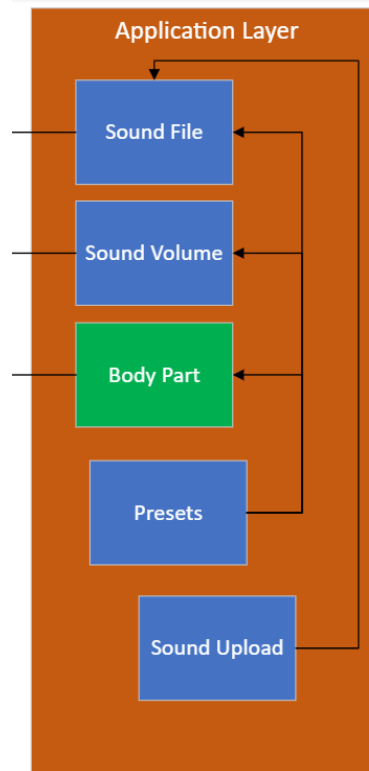 Application Layer
Sound File
Sound Volume
Body Part
Presets
Sound Upload